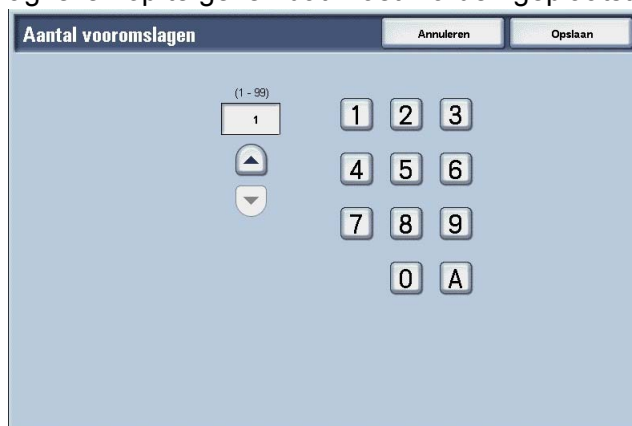 Aantal vooromslagen
Annuleren
Opslaan
(1 - 99)
1
1 2 3
4 5 6
7 8 9
0 A